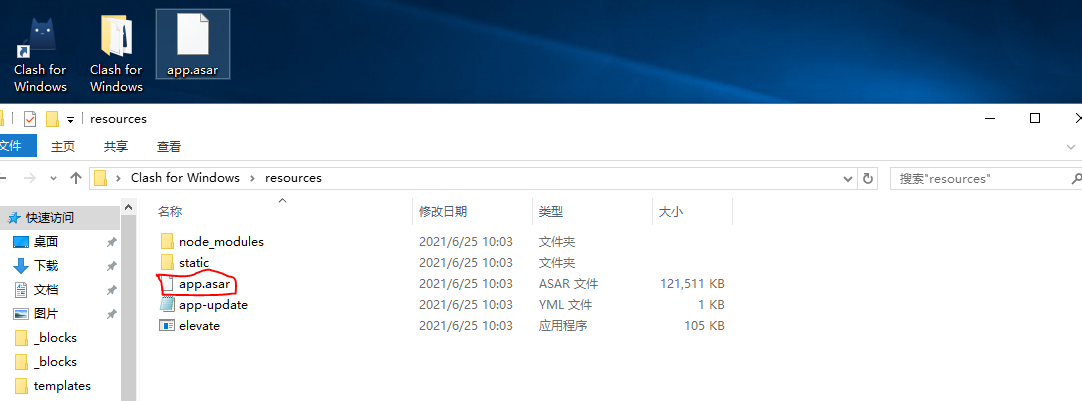 Clash for Windows
Clash for Windows
app.asar
resources
文件 主页 共享 查看
Clash for Windows resources
搜索"resources"
快速访问
桌面
下载
文档
图片
_blocks
_blocks
templates
名称 修改日期 类型 大小
node_modules 2021/6/25 10:03 文件夹
static 2021/6/25 10:03 文件夹
app.asar 2021/6/25 10:03 ASAR 文件 121,511 KB
app-update 2021/6/25 10:03 YML 文件 1 KB
elevate 2021/6/25 10:03 应用程序 105 KB